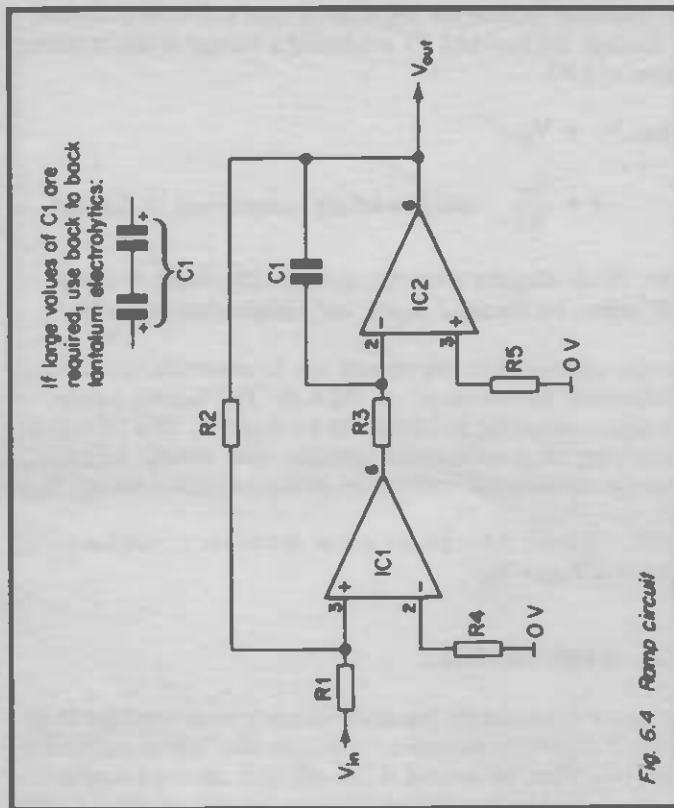 If large values of C1 are
required, use back to back
tantalum electrolytics:
+
+
C1
R2
C1
Vin
R1
3
+
2
−
IC1
6
R3
2
−
3
+
IC2
6
Vout
R4
0 V
R5
0 V
Fig. 6.4 Ramp circuit